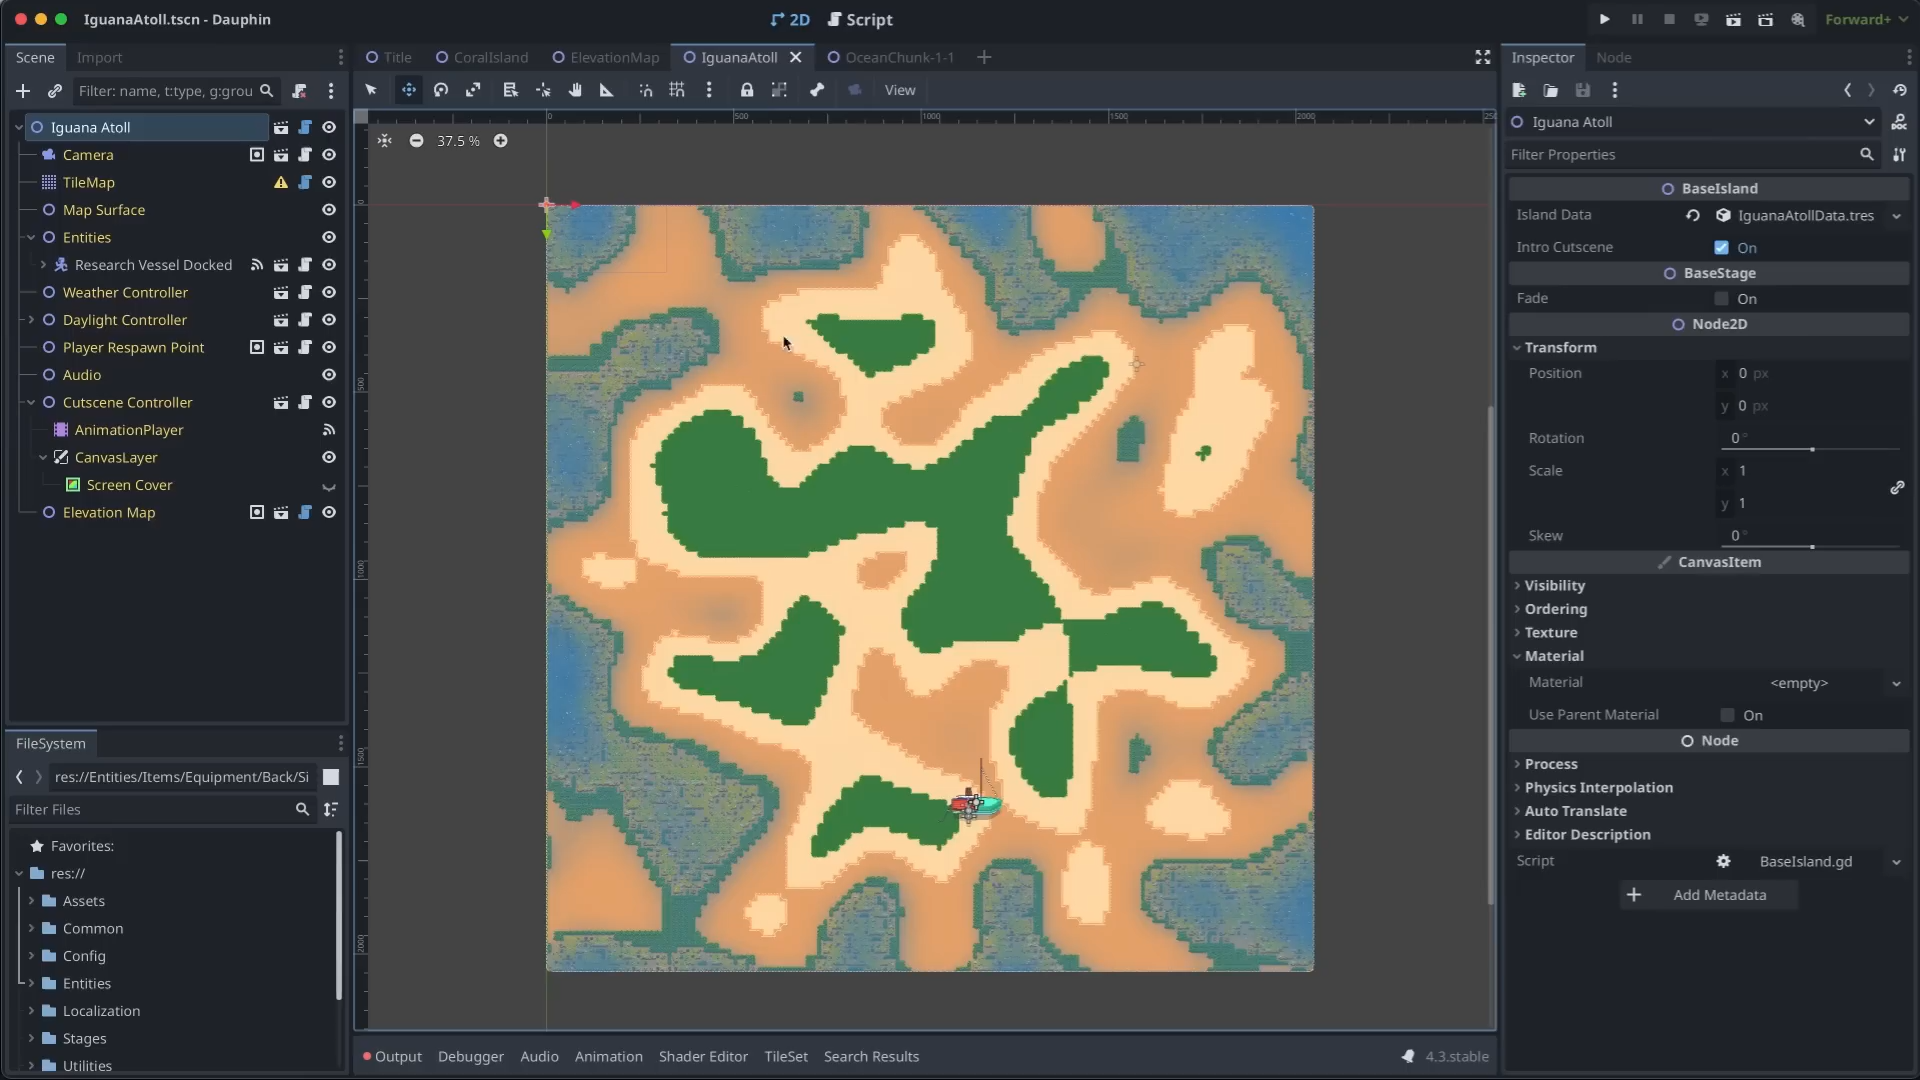 IguanaAtoll.tscn - Dauphin
2D
Script
Forward+
Scene
Import
Title
CoralIsland
ElevationMap
IguanaAtoll
OceanChunk-1-1
Inspector
Node
Filter: name, t:type, g:grou
View
Iguana Atoll
Camera
TileMap
Map Surface
Entities
Research Vessel Docked
Weather Controller
Daylight Controller
Player Respawn Point
Audio
Cutscene Controller
AnimationPlayer
CanvasLayer
Screen Cover
Elevation Map
37.5 %
0
500
1000
1500
2000
250
0
500
1000
1500
2000
FileSystem
res://Entities/Items/Equipment/Back/Si
Filter Files
Favorites:
res://
Assets
Common
Config
Entities
Localization
Stages
Utilities
Output
Debugger
Audio
Animation
Shader Editor
TileSet
Search Results
4.3.stable
Iguana Atoll
Filter Properties
BaseIsland
Island Data
IguanaAtollData.tres
Intro Cutscene
On
BaseStage
Fade
On
Node2D
Transform
Position
x 0 px
y 0 px
Rotation
0 °
Scale
x 1
y 1
Skew
0 °
CanvasItem
Visibility
Ordering
Texture
Material
Material
<empty>
Use Parent Material
On
Node
Process
Physics Interpolation
Auto Translate
Editor Description
Script
BaseIsland.gd
Add Metadata